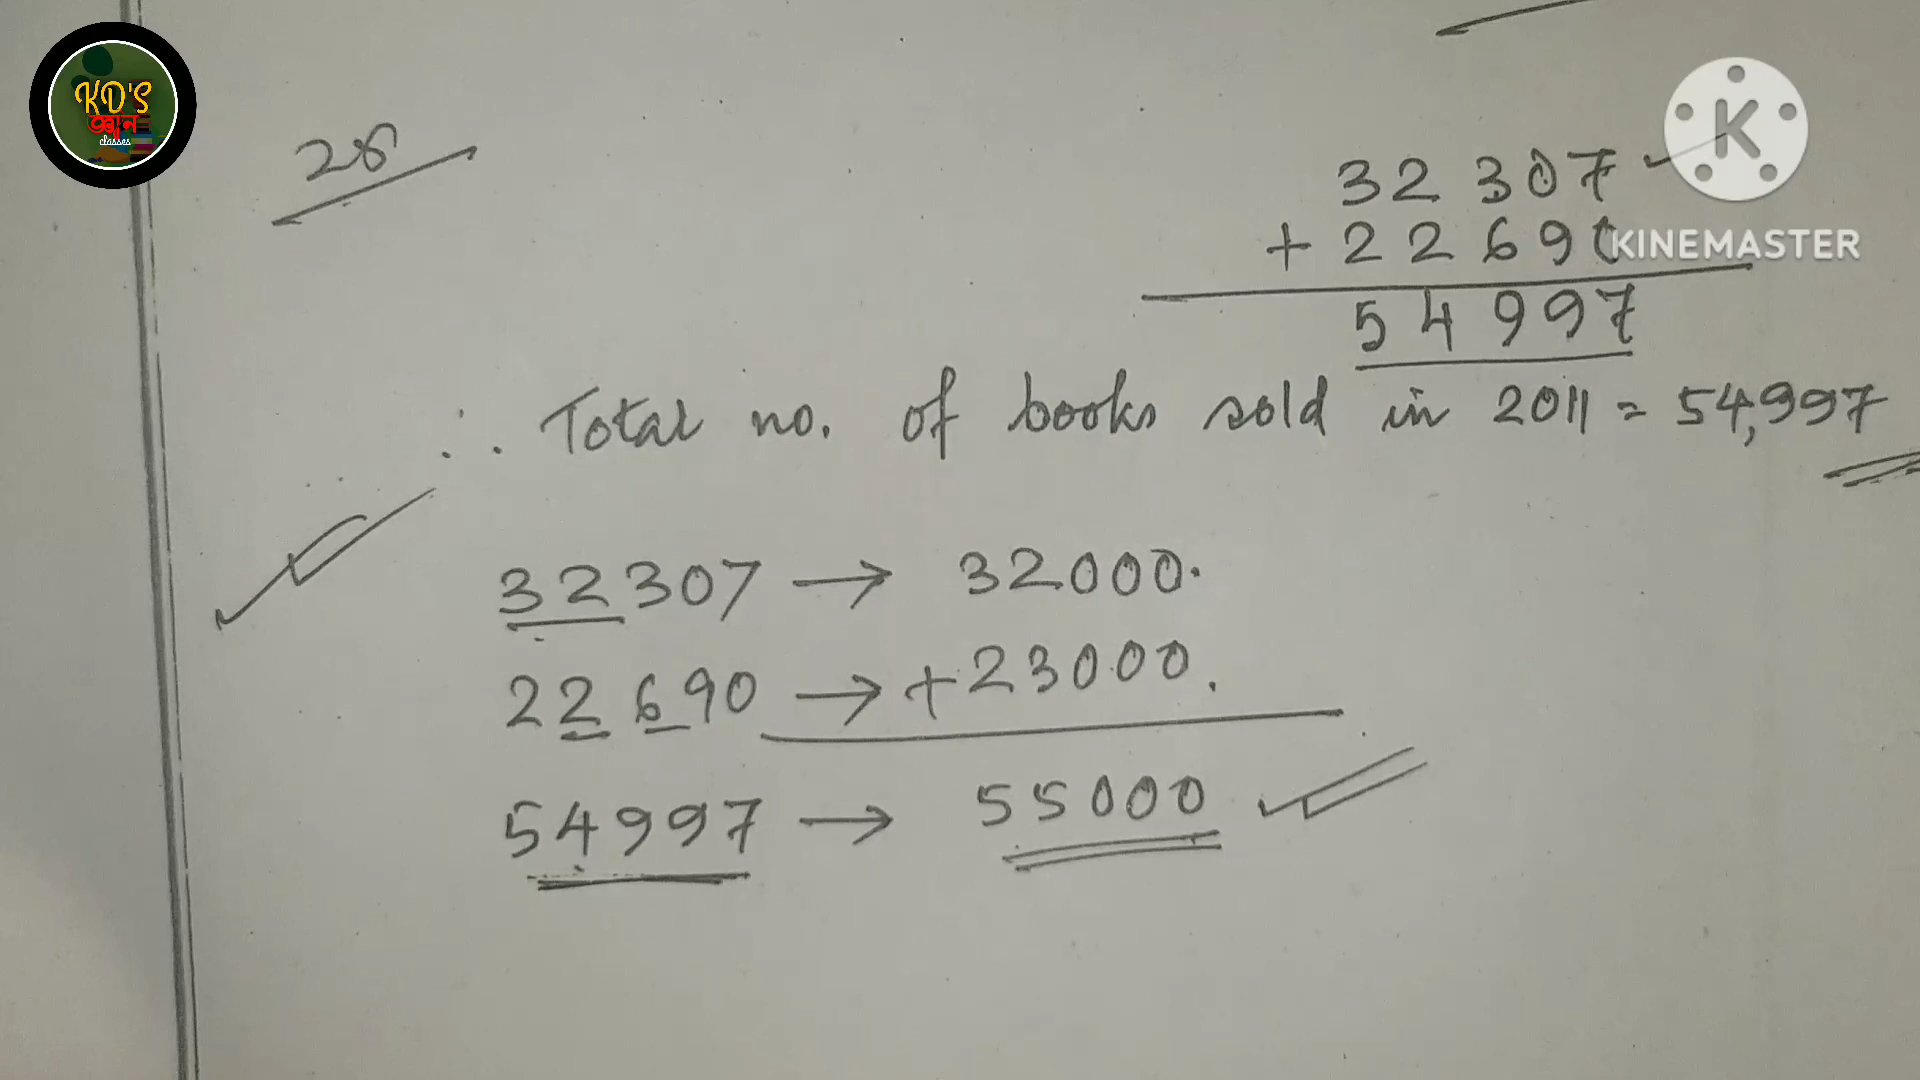 KD'S
জ্ঞান
classes
28
32307
+ 22690
KINEMASTER
54997
∴ Total no. of books sold in 2011 = 54,997
32307 → 32000.
22690 → +23000.
54997 → 55000